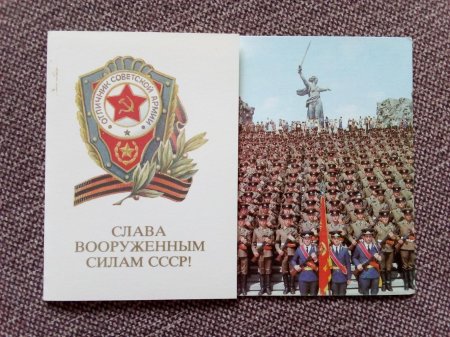 ОТЛИЧНИК СОВЕТСКОЙ АРМИИ
СЛАВА
ВООРУЖЕННЫМ
СИЛАМ СССР!